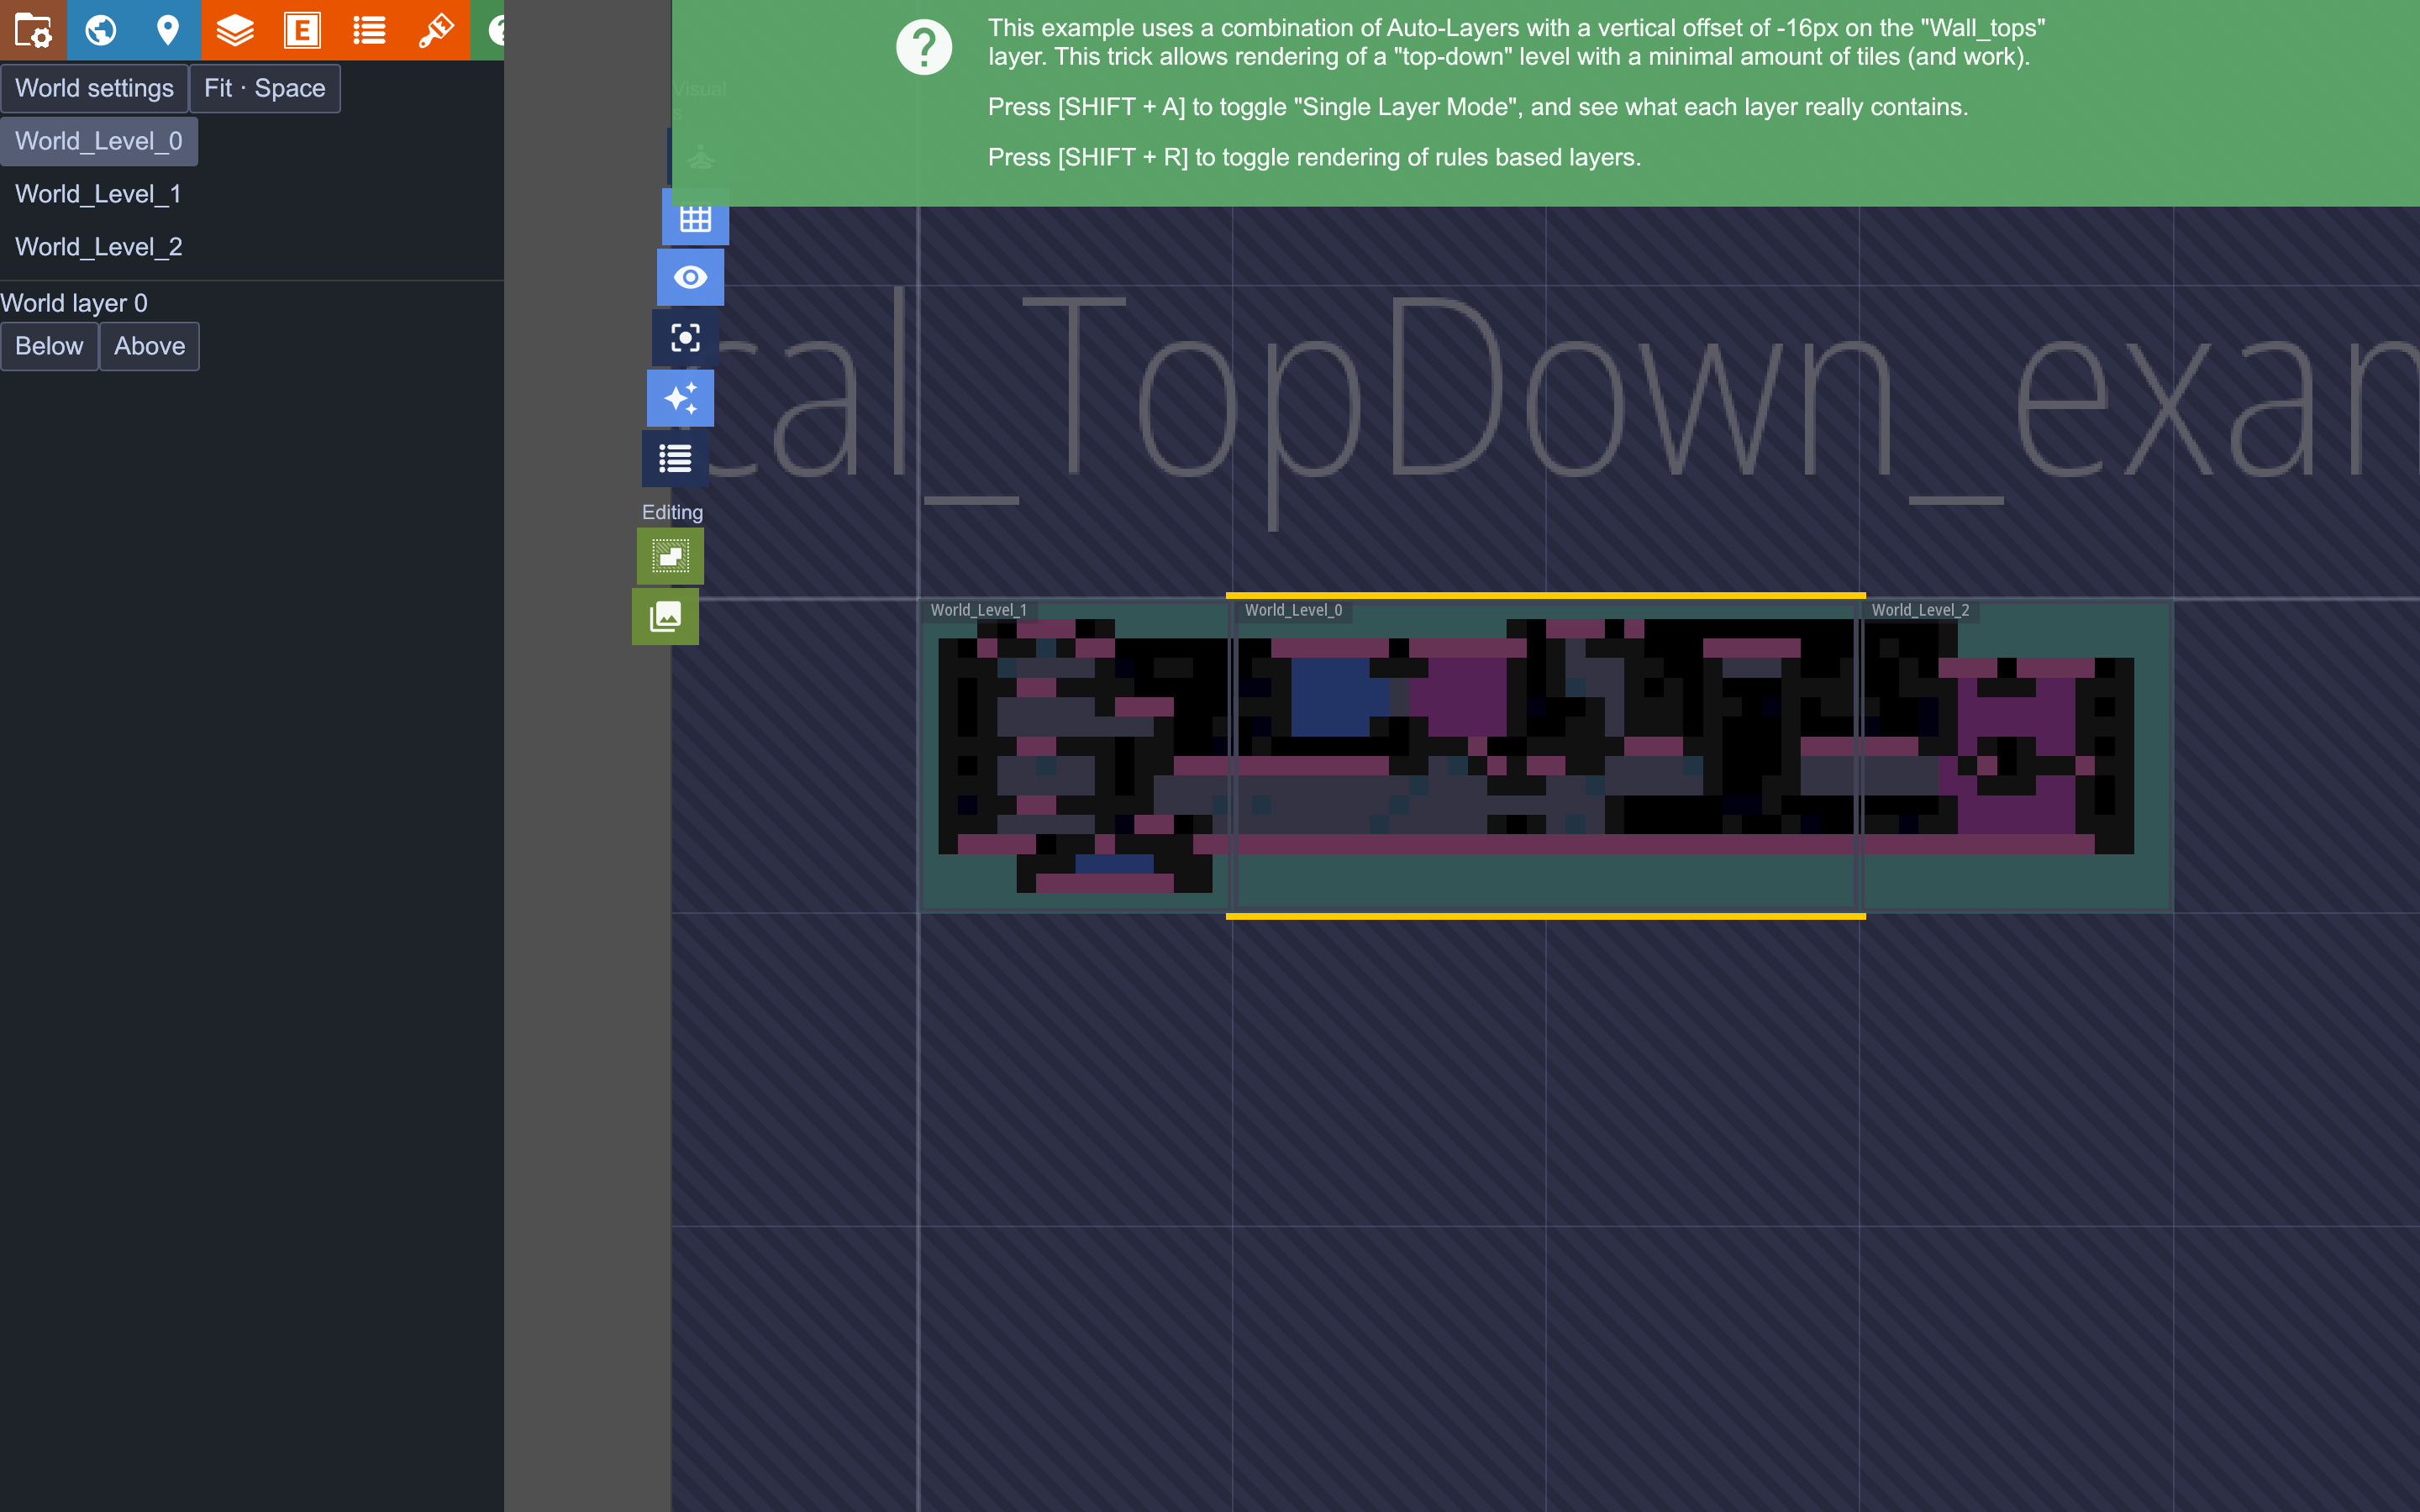 This example uses a combination of Auto-Layers with a vertical offset of -16px on the "Wall_tops"
layer. This trick allows rendering of a "top-down" level with a minimal amount of tiles (and work).
Press [SHIFT + A] to toggle "Single Layer Mode", and see what each layer really contains.
Press [SHIFT + R] to toggle rendering of rules based layers.
E
World settings
Fit · Space
World_Level_0
World_Level_1
World_Level_2
World layer 0
Below
Above
Visual
s
cal_TopDown_exam
Editing
World_Level_1
World_Level_0
World_Level_2